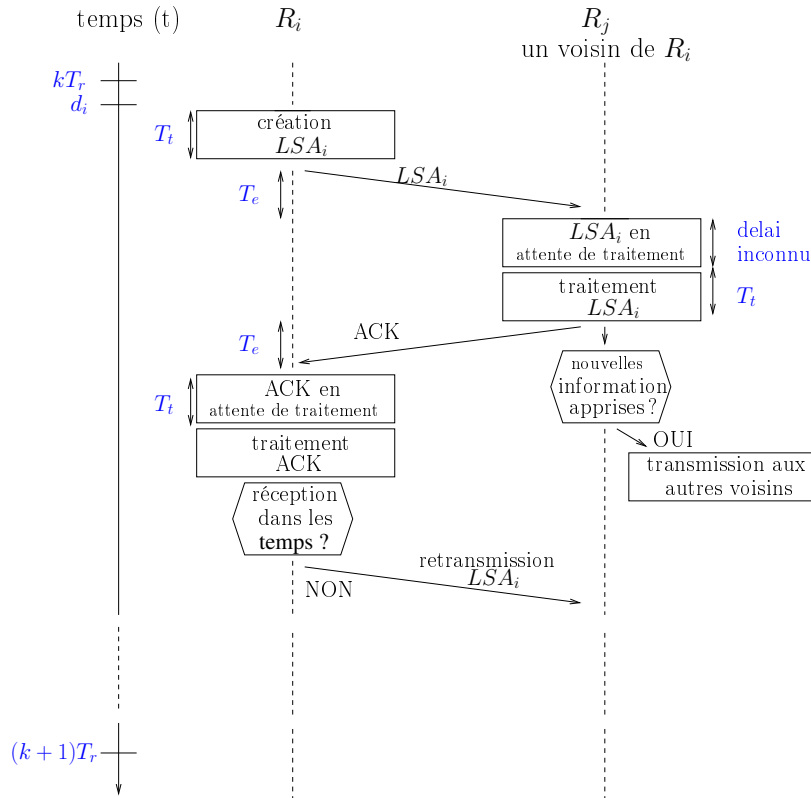 temps (t)
R_i
R_j
un voisin de R_i
kT_r
d_i
T_t
création
LSA_i
LSA_i
T_e
LSA_i en
attente de traitement
delai
inconnu
traitement
LSA_i
T_t
ACK
T_e
nouvelles
information
apprises ?
T_t
ACK en
attente de traitement
OUI
traitement
ACK
transmission aux
autres voisins
réception
dans les
temps ?
retransmission
LSA_i
NON
(k + 1)T_r